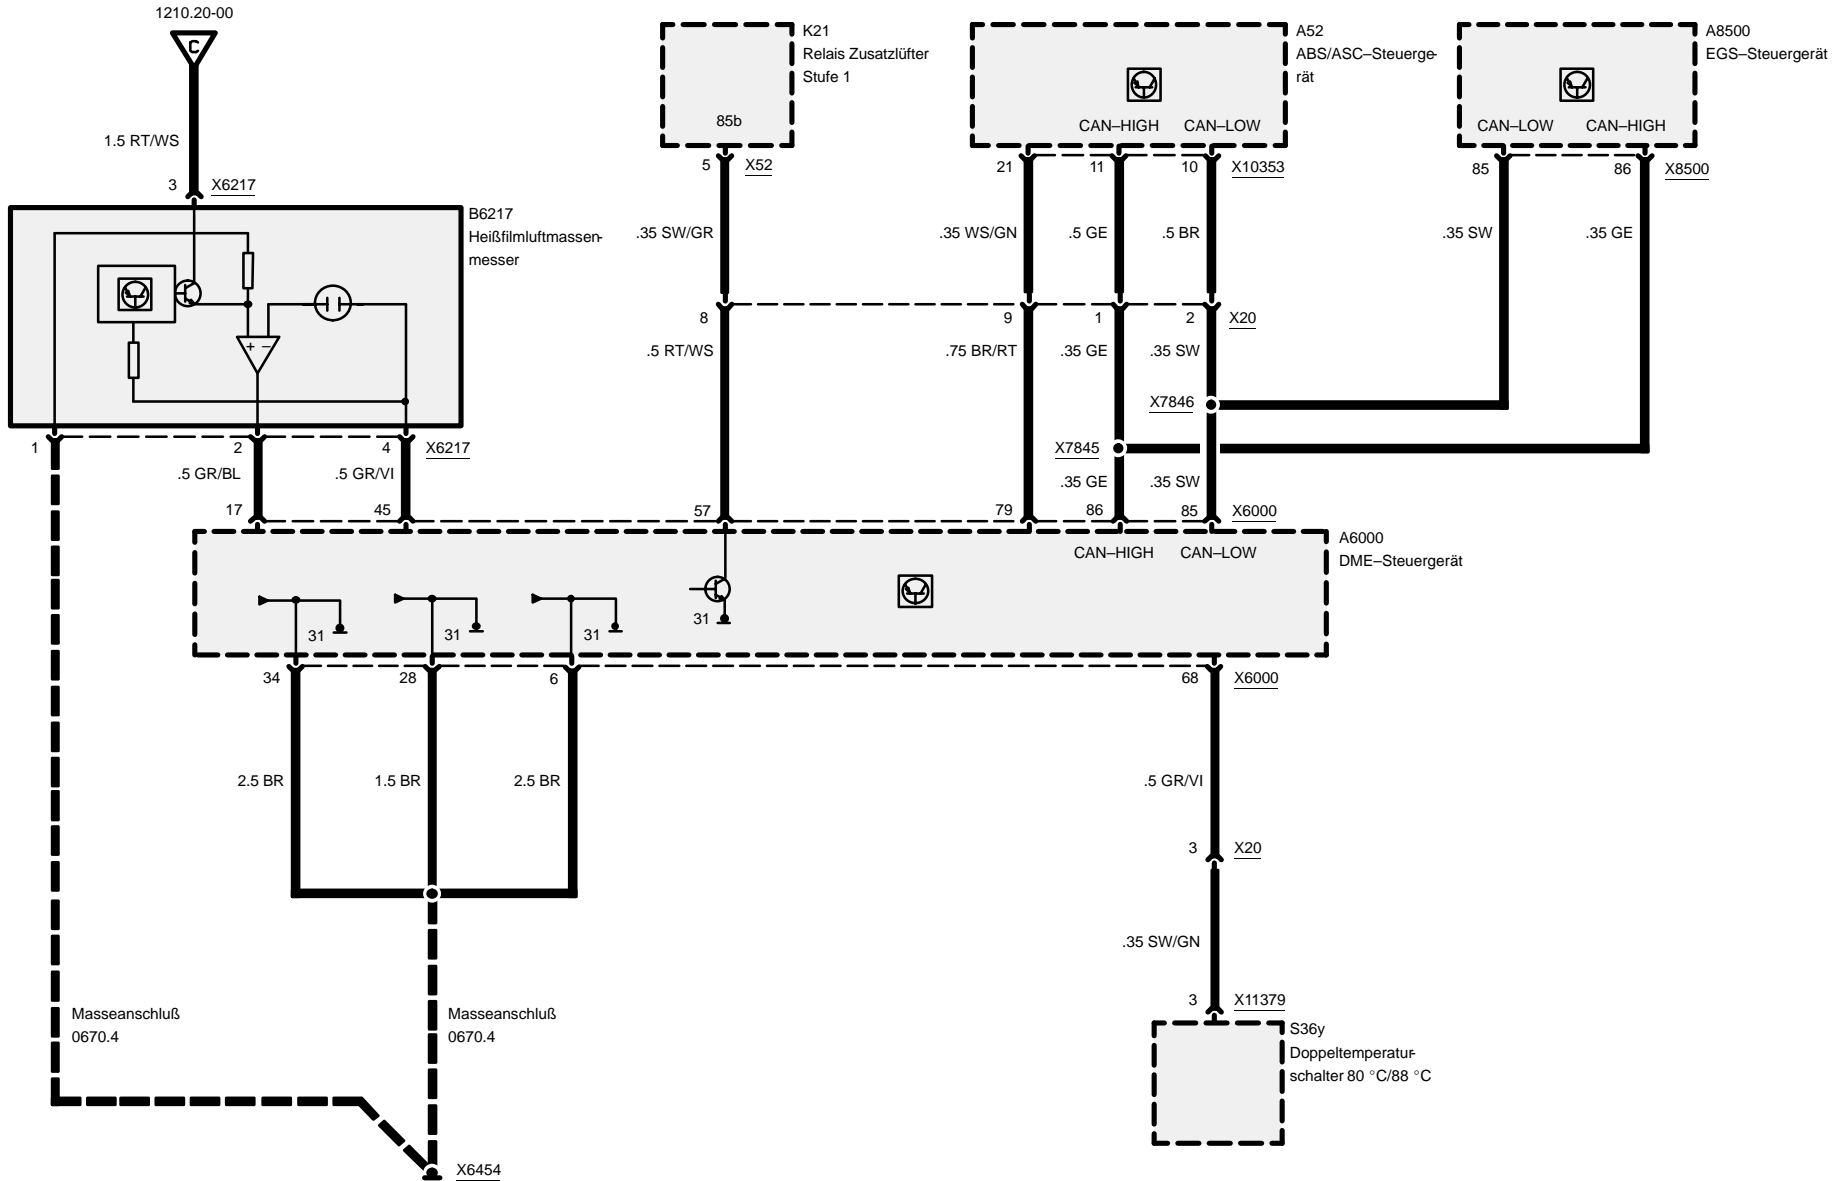 1210.20-00
C
1.5 RT/WS
3 X6217
B6217
Heißfilmluftmassen-
messer
+ −
1 2 4 X6217
.5 GR/BL .5 GR/VI
K21
Relais Zusatzlüfter
Stufe 1
85b
5 X52
.35 SW/GR
A52
ABS/ASC–Steuerge-
rät
CAN–HIGH CAN–LOW
21 11 10 X10353
.35 WS/GN .5 GE .5 BR
A8500
EGS–Steuergerät
CAN–LOW CAN–HIGH
85 86 X8500
.35 SW .35 GE
8 9 1 2 X20
.5 RT/WS .75 BR/RT .35 GE .35 SW
X7846
X7845
.35 GE .35 SW
17 45 57 79 86 85 X6000
A6000
DME–Steuergerät
CAN–HIGH CAN–LOW
31 31 31 31
34 28 6 68 X6000
2.5 BR 1.5 BR 2.5 BR .5 GR/VI
3 X20
.35 SW/GN
3 X11379
S36y
Doppeltemperatur-
schalter 80 °C/88 °C
Masseanschluß
0670.4
Masseanschluß
0670.4
X6454